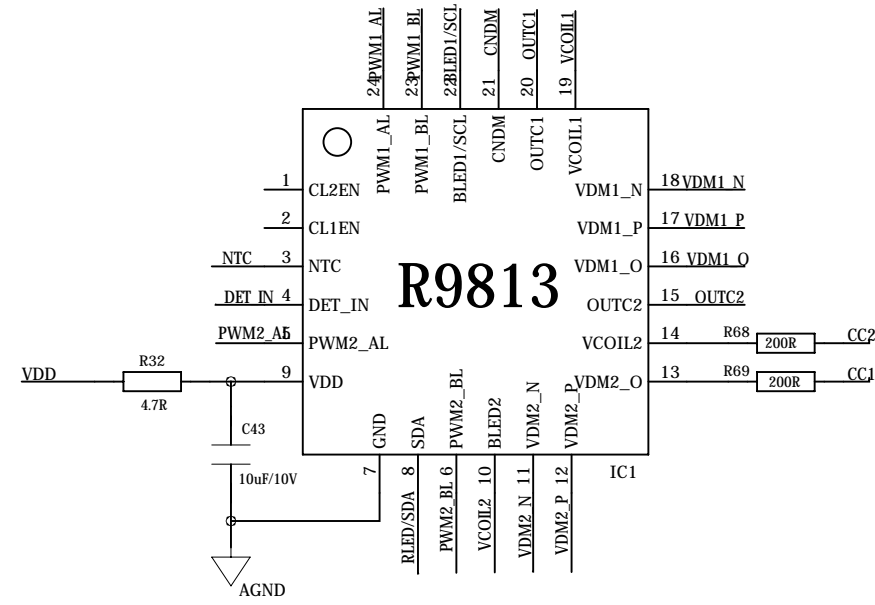 24 PWM1_AL
23 PWM1_BL
22 BLED1/SCL
21 CNDM
20 OUTC1
19 VCOIL1
PWM1_AL
PWM1_BL
BLED1/SCL
CNDM
OUTC1
VCOIL1
1 CL2EN
2 CL1EN
NTC 3 NTC
DET_IN 4 DET_IN
PWM2_AL 5 PWM2_AL
VDD R32 4.7R 9 VDD
VDM1_N 18 VDM1_N
VDM1_P 17 VDM1_P
VDM1_O 16 VDM1_O
OUTC2 15 OUTC2
VCOIL2 14 R68 200R CC2
VDM2_O 13 R69 200R CC1
R9813
C43
10uF/10V
GND
SDA
PWM2_BL
BLED2
VDM2_N
VDM2_P
7
8 RLED/SDA
6 PWM2_BL
10 VCOIL2
11 VDM2_N
12 VDM2_P
IC1
AGND